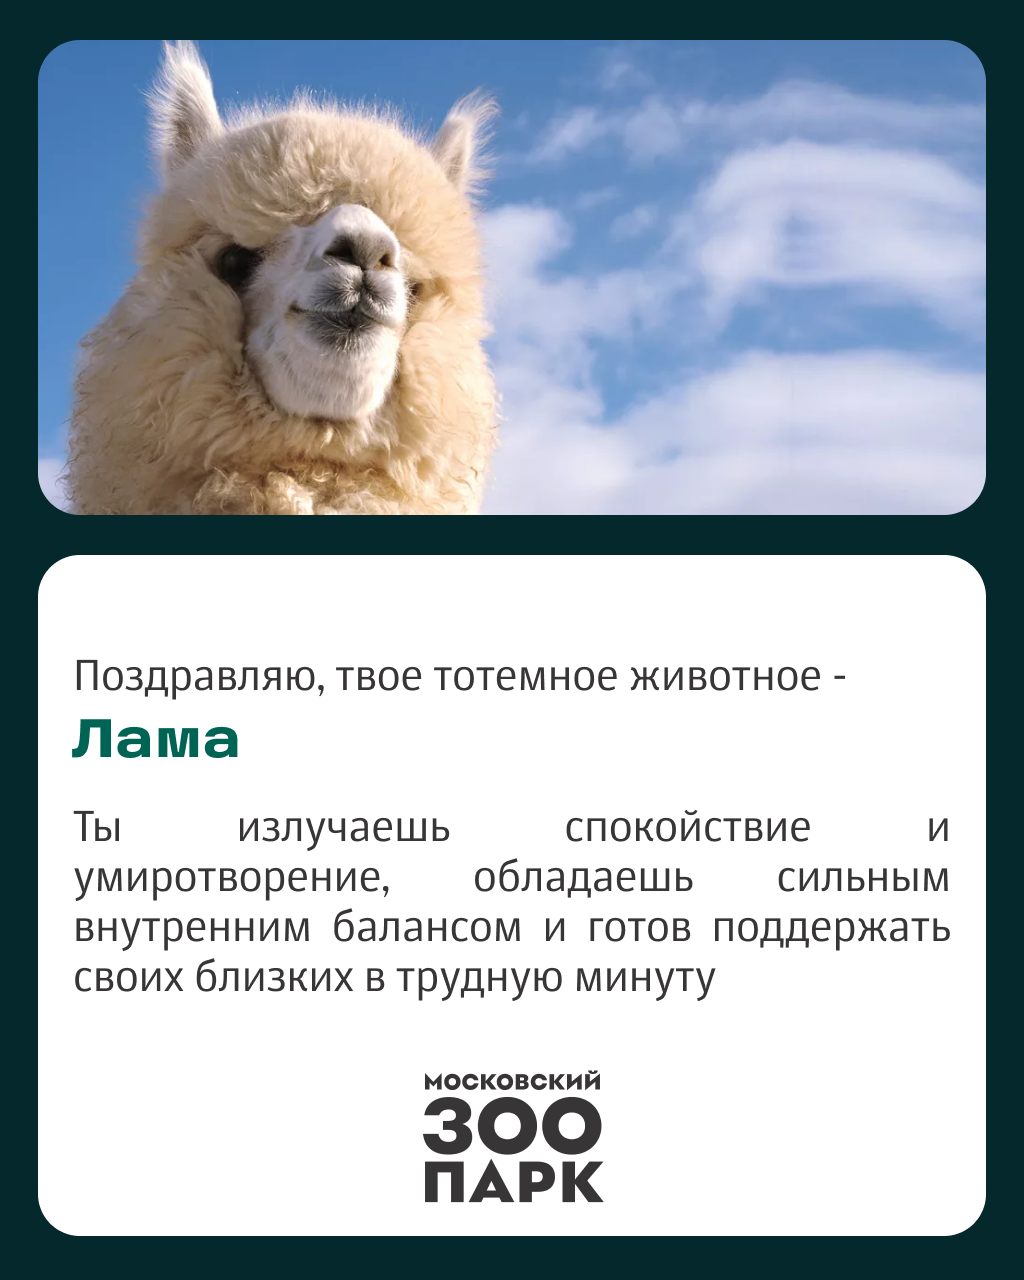 Поздравляю, твое тотемное животное -
Лама
Ты излучаешь спокойствие и
умиротворение, обладаешь сильным
внутренним балансом и готов поддержать
своих близких в трудную минуту
МОСКОВСКИЙ
ЗОО
ПАРК